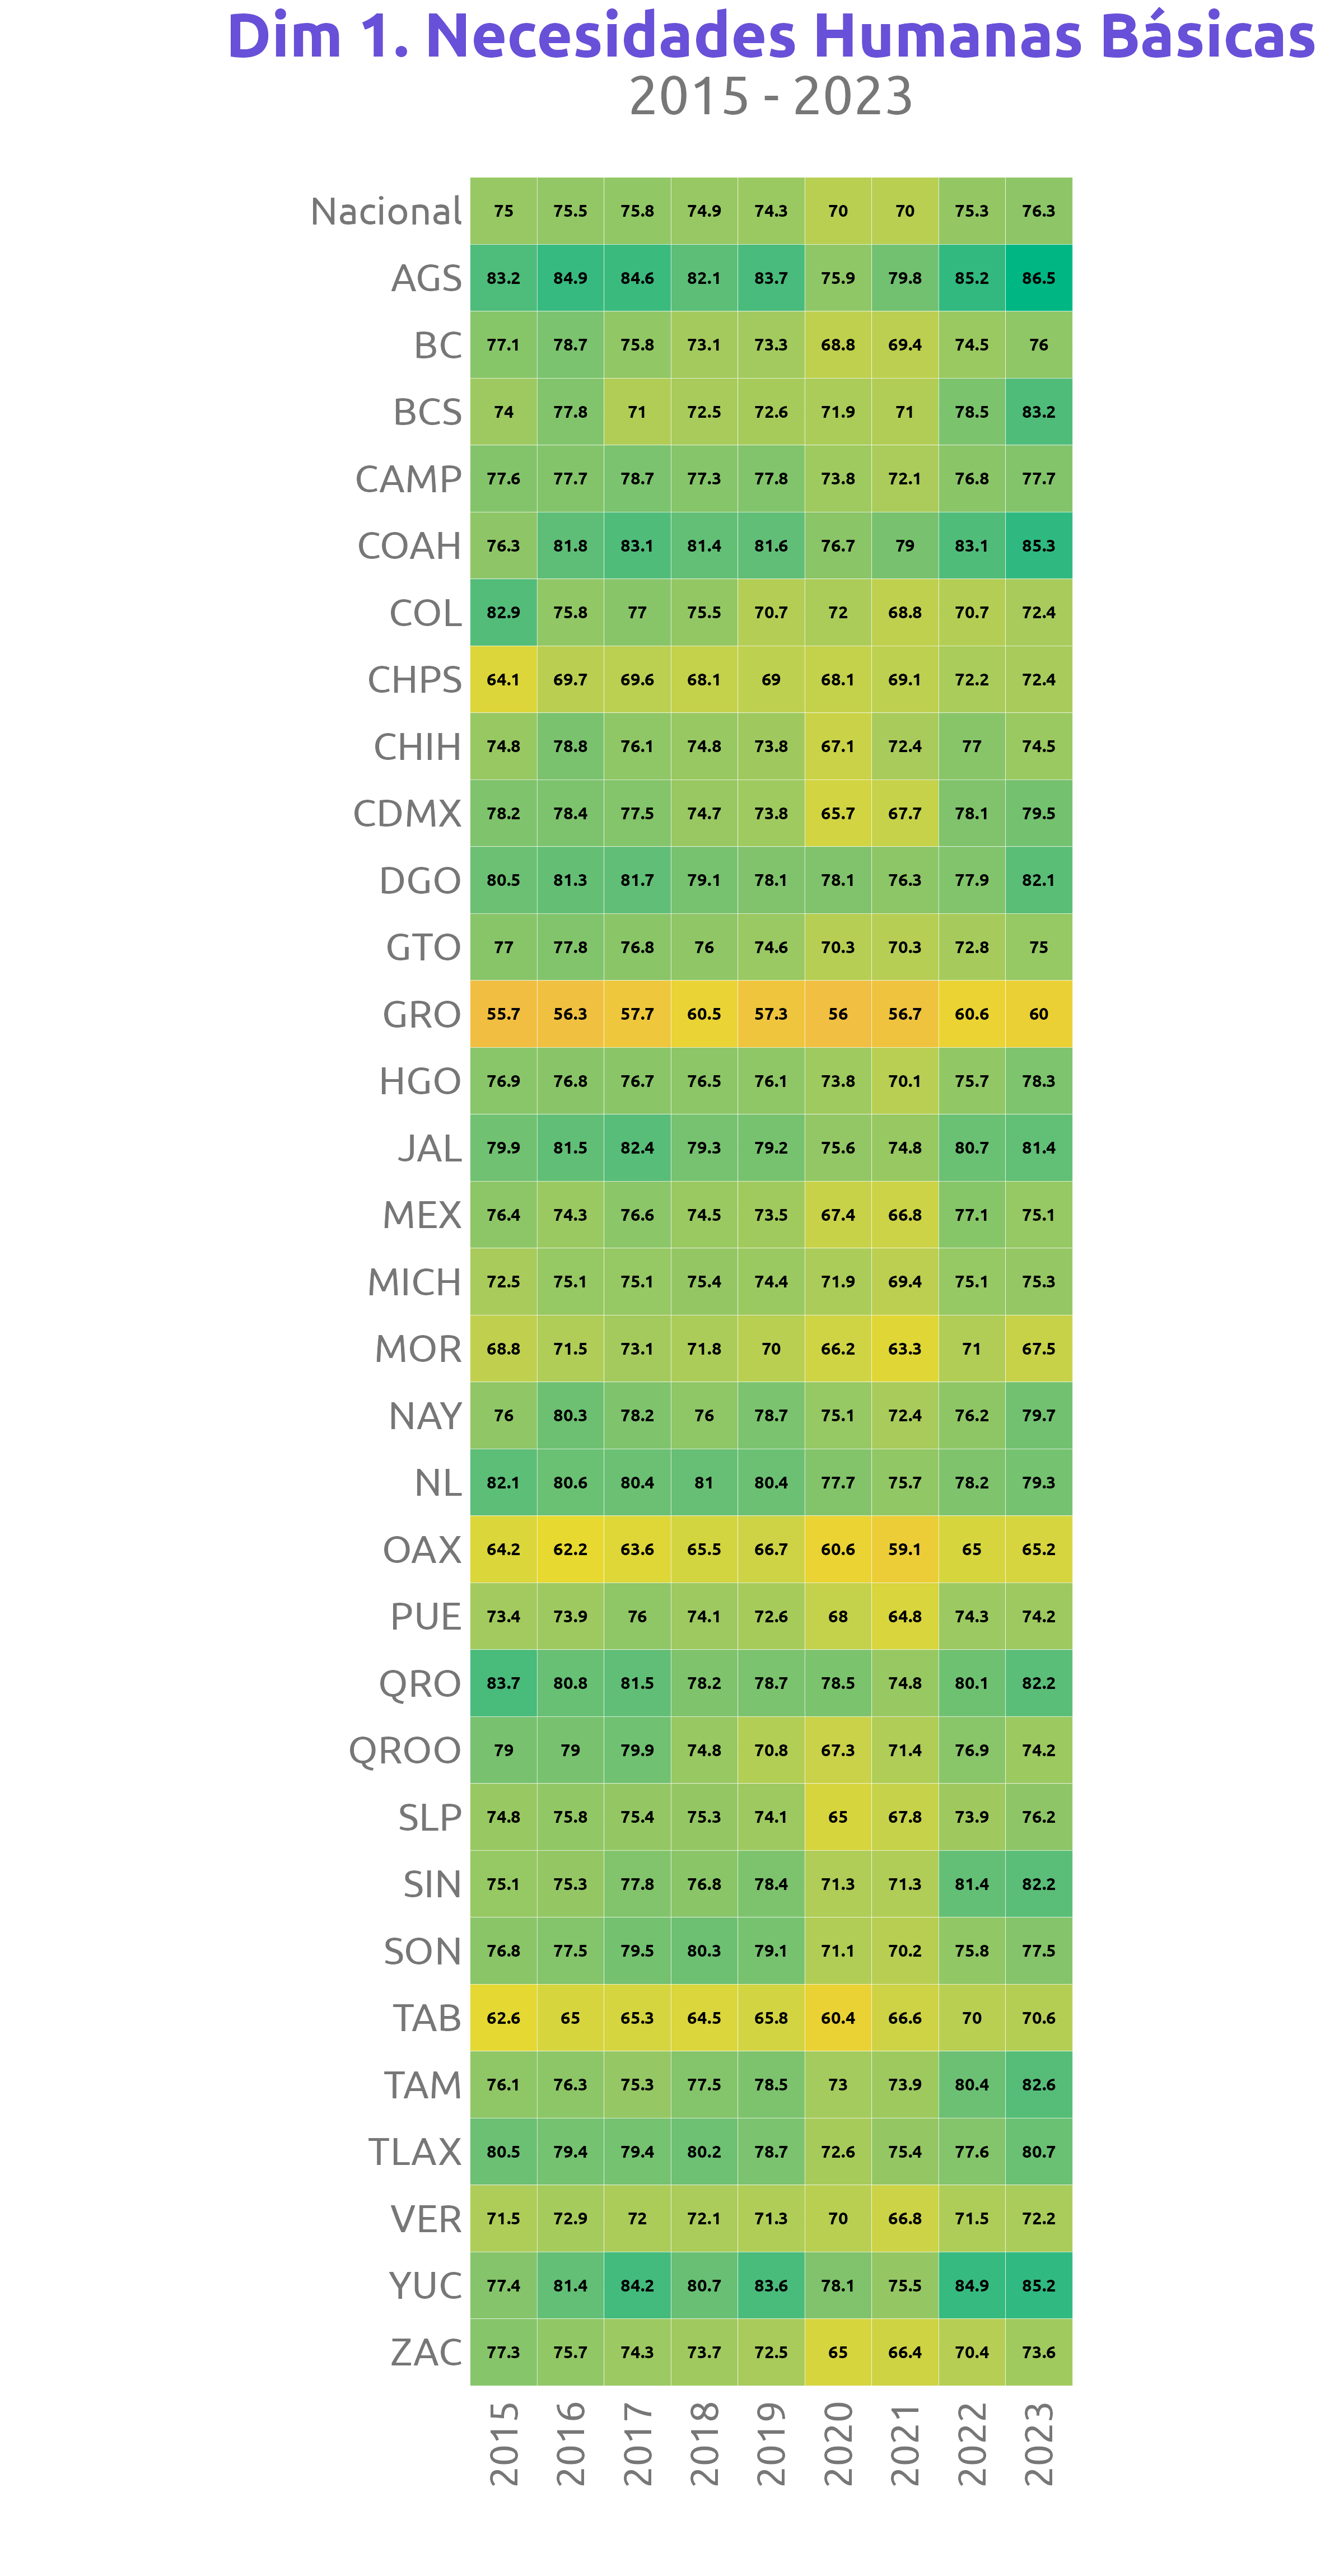 Dim 1. Necesidades Humanas Básicas
2015 - 2023
Nacional 75 75.5 75.8 74.9 74.3 70 70 75.3 76.3
AGS 83.2 84.9 84.6 82.1 83.7 75.9 79.8 85.2 86.5
BC 77.1 78.7 75.8 73.1 73.3 68.8 69.4 74.5 76
BCS 74 77.8 71 72.5 72.6 71.9 71 78.5 83.2
CAMP 77.6 77.7 78.7 77.3 77.8 73.8 72.1 76.8 77.7
COAH 76.3 81.8 83.1 81.4 81.6 76.7 79 83.1 85.3
COL 82.9 75.8 77 75.5 70.7 72 68.8 70.7 72.4
CHPS 64.1 69.7 69.6 68.1 69 68.1 69.1 72.2 72.4
CHIH 74.8 78.8 76.1 74.8 73.8 67.1 72.4 77 74.5
CDMX 78.2 78.4 77.5 74.7 73.8 65.7 67.7 78.1 79.5
DGO 80.5 81.3 81.7 79.1 78.1 78.1 76.3 77.9 82.1
GTO 77 77.8 76.8 76 74.6 70.3 70.3 72.8 75
GRO 55.7 56.3 57.7 60.5 57.3 56 56.7 60.6 60
HGO 76.9 76.8 76.7 76.5 76.1 73.8 70.1 75.7 78.3
JAL 79.9 81.5 82.4 79.3 79.2 75.6 74.8 80.7 81.4
MEX 76.4 74.3 76.6 74.5 73.5 67.4 66.8 77.1 75.1
MICH 72.5 75.1 75.1 75.4 74.4 71.9 69.4 75.1 75.3
MOR 68.8 71.5 73.1 71.8 70 66.2 63.3 71 67.5
NAY 76 80.3 78.2 76 78.7 75.1 72.4 76.2 79.7
NL 82.1 80.6 80.4 81 80.4 77.7 75.7 78.2 79.3
OAX 64.2 62.2 63.6 65.5 66.7 60.6 59.1 65 65.2
PUE 73.4 73.9 76 74.1 72.6 68 64.8 74.3 74.2
QRO 83.7 80.8 81.5 78.2 78.7 78.5 74.8 80.1 82.2
QROO 79 79 79.9 74.8 70.8 67.3 71.4 76.9 74.2
SLP 74.8 75.8 75.4 75.3 74.1 65 67.8 73.9 76.2
SIN 75.1 75.3 77.8 76.8 78.4 71.3 71.3 81.4 82.2
SON 76.8 77.5 79.5 80.3 79.1 71.1 70.2 75.8 77.5
TAB 62.6 65 65.3 64.5 65.8 60.4 66.6 70 70.6
TAM 76.1 76.3 75.3 77.5 78.5 73 73.9 80.4 82.6
TLAX 80.5 79.4 79.4 80.2 78.7 72.6 75.4 77.6 80.7
VER 71.5 72.9 72 72.1 71.3 70 66.8 71.5 72.2
YUC 77.4 81.4 84.2 80.7 83.6 78.1 75.5 84.9 85.2
ZAC 77.3 75.7 74.3 73.7 72.5 65 66.4 70.4 73.6
2015 2016 2017 2018 2019 2020 2021 2022 2023